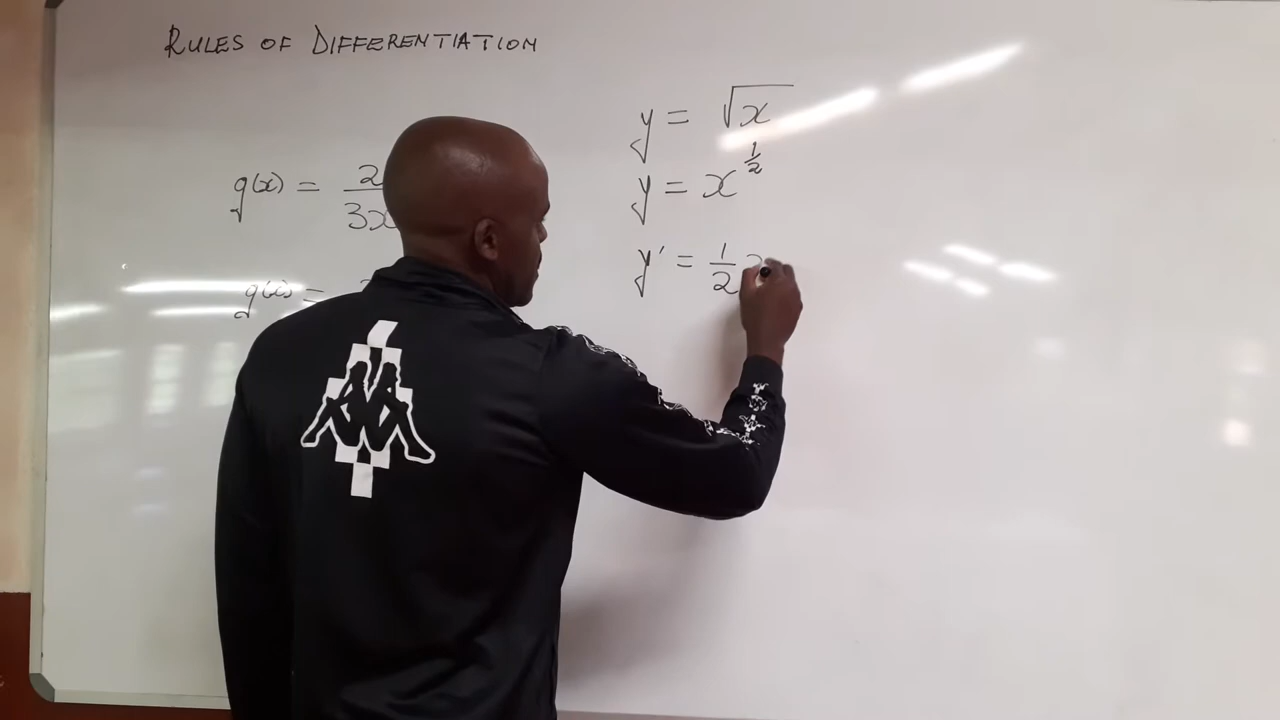 RULES OF DIFFERENTIATION
g(x) = 2
3x
g(x) =
y = √x
y = x^½
y' = 1/2